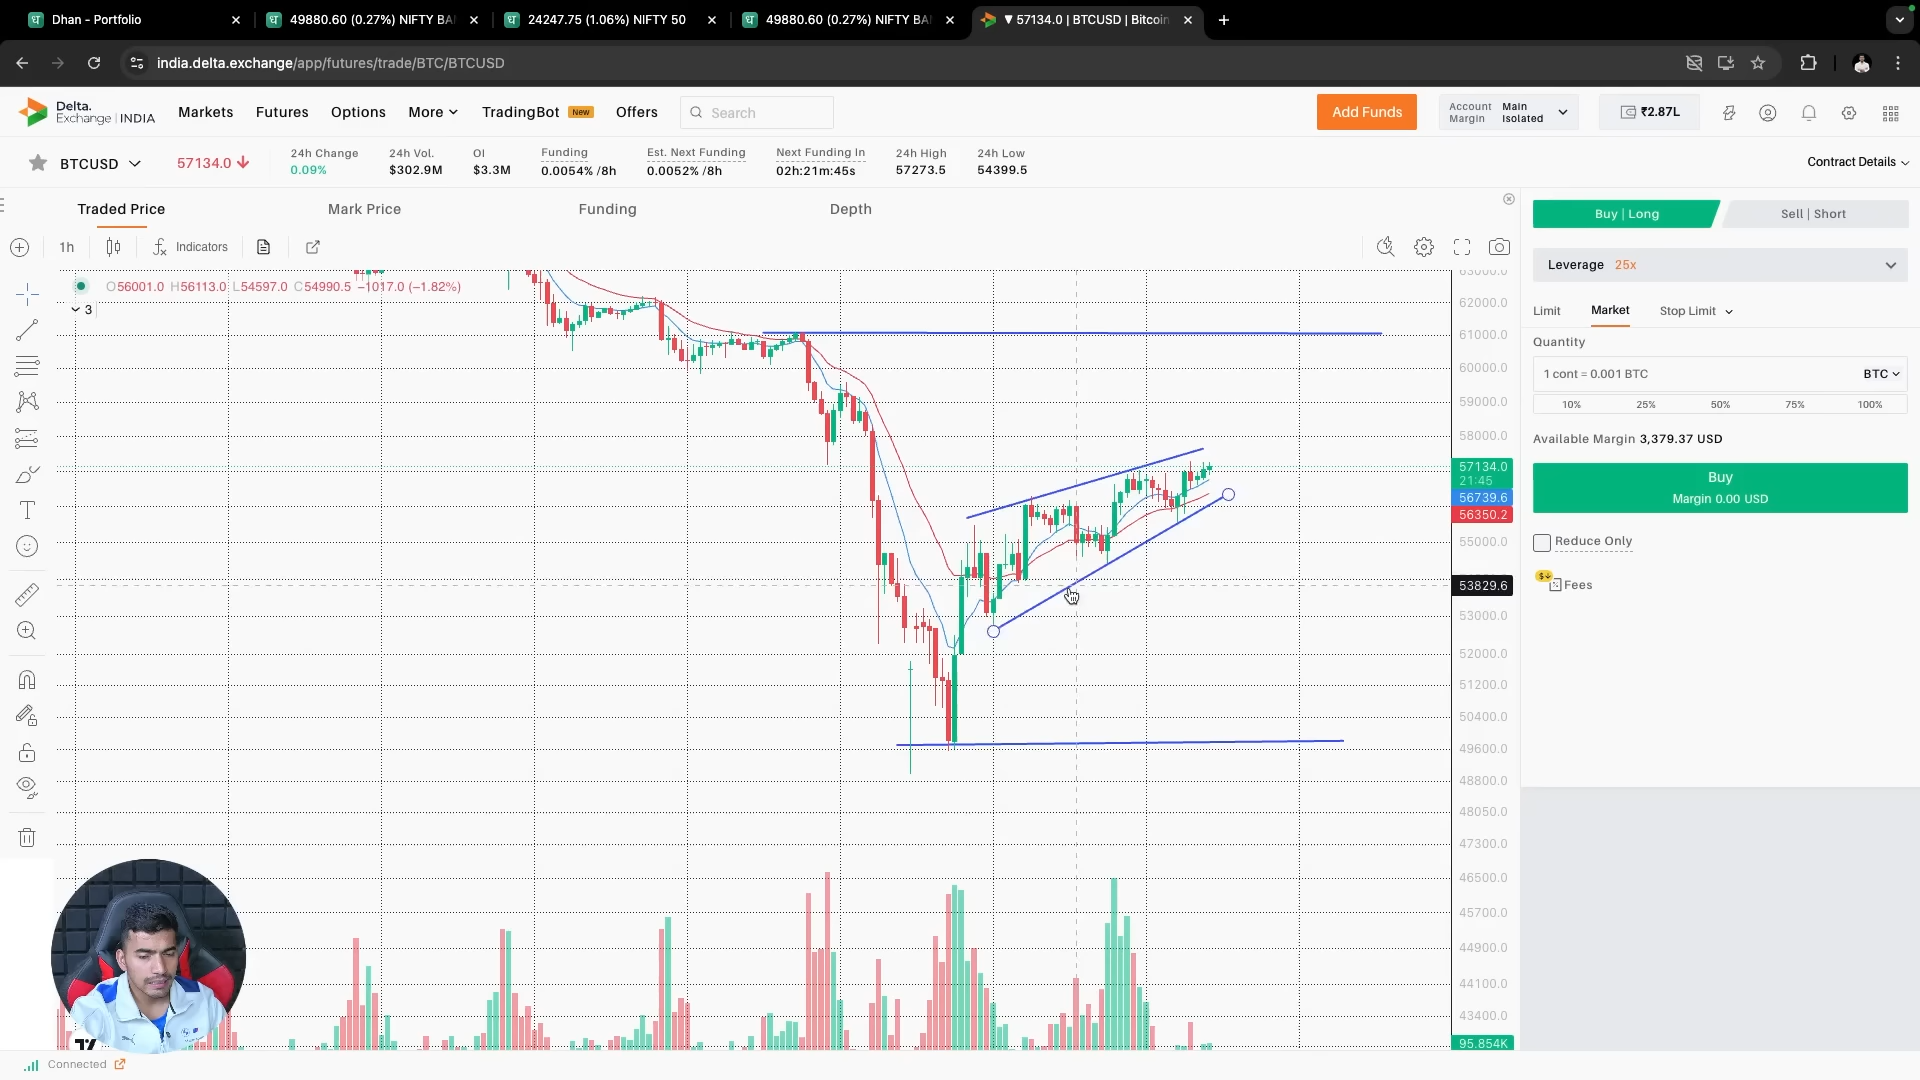 Dhan - Portfolio
49880.60 (0.27%) NIFTY BA
24247.75 (1.06%) NIFTY 50
49880.60 (0.27%) NIFTY BA
▼ 57134.0 | BTCUSD | Bitcoin
india.delta.exchange/app/futures/trade/BTC/BTCUSD
Delta.
Exchange | INDIA
Markets
Futures
Options
More
TradingBot New
Offers
Search
Add Funds
Account Main
Margin Isolated
₹2.87L
BTCUSD
57134.0
24h Change
0.09%
24h Vol.
$302.9M
OI
$3.3M
Funding
0.0054% /8h
Est. Next Funding
0.0052% /8h
Next Funding In
02h:21m:45s
24h High
57273.5
24h Low
54399.5
Contract Details
Traded Price
Mark Price
Funding
Depth
1h
Indicators
O56001.0 H56113.0 L54597.0 C54990.5 −1017.0 (−1.82%)
3
63000.0
62000.0
61000.0
60000.0
59000.0
58000.0
57134.0
21:45
56739.6
56350.2
55000.0
53829.6
53000.0
52000.0
51200.0
50400.0
49600.0
48800.0
48050.0
47300.0
46500.0
45700.0
44900.0
44100.0
43400.0
95.854K
Buy | Long
Sell | Short
Leverage 25x
Limit
Market
Stop Limit
Quantity
1 cont = 0.001 BTC
BTC
10%
25%
50%
75%
100%
Available Margin 3,379.37 USD
Buy
Margin 0.00 USD
Reduce Only
Fees
Connected